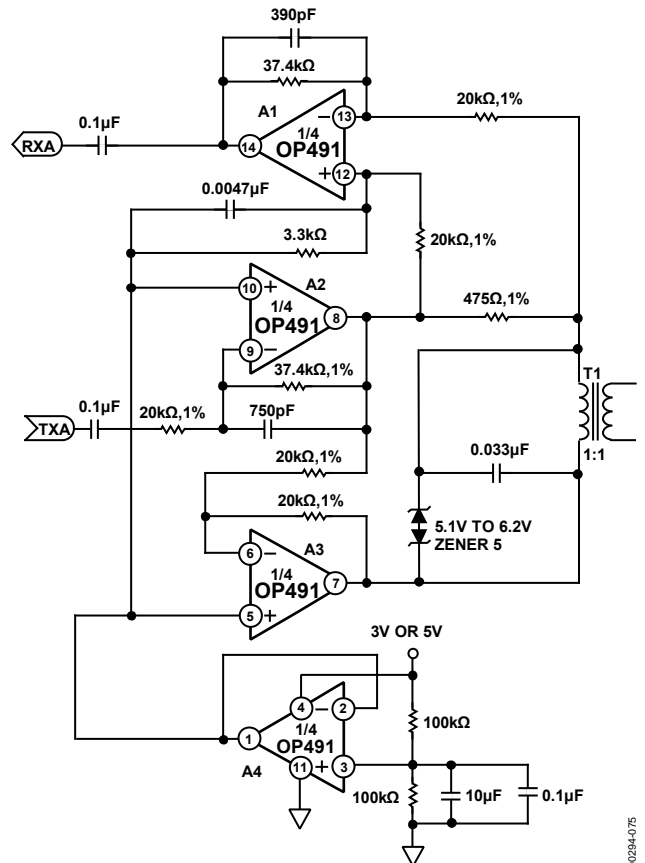 390pF
37.4kΩ
A1
20kΩ,1%
0.1µF
RXA
14
1/4
OP491
– 13
+ 12
0.0047µF
3.3kΩ
20kΩ,1%
10 +
A2
1/4
OP491
8
475Ω,1%
9 –
37.4kΩ,1%
T1
0.1µF
TXA
20kΩ,1%
750pF
1:1
0.033µF
20kΩ,1%
20kΩ,1%
5.1V TO 6.2V
ZENER 5
6 –
A3
1/4
OP491
7
5 +
3V OR 5V
4 – 2
1/4
OP491
1
100kΩ
A4
11 + 3
100kΩ
10µF
0.1µF
00294-075